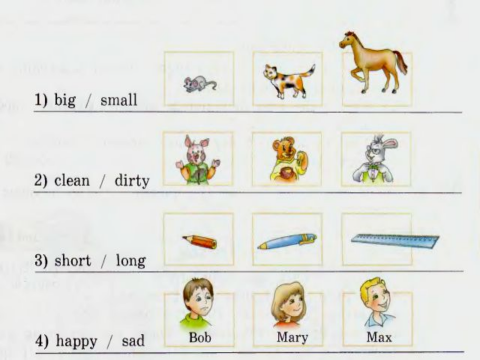 1) big / small
2) clean / dirty
3) short / long
4) happy / sad
Bob
Mary
Max